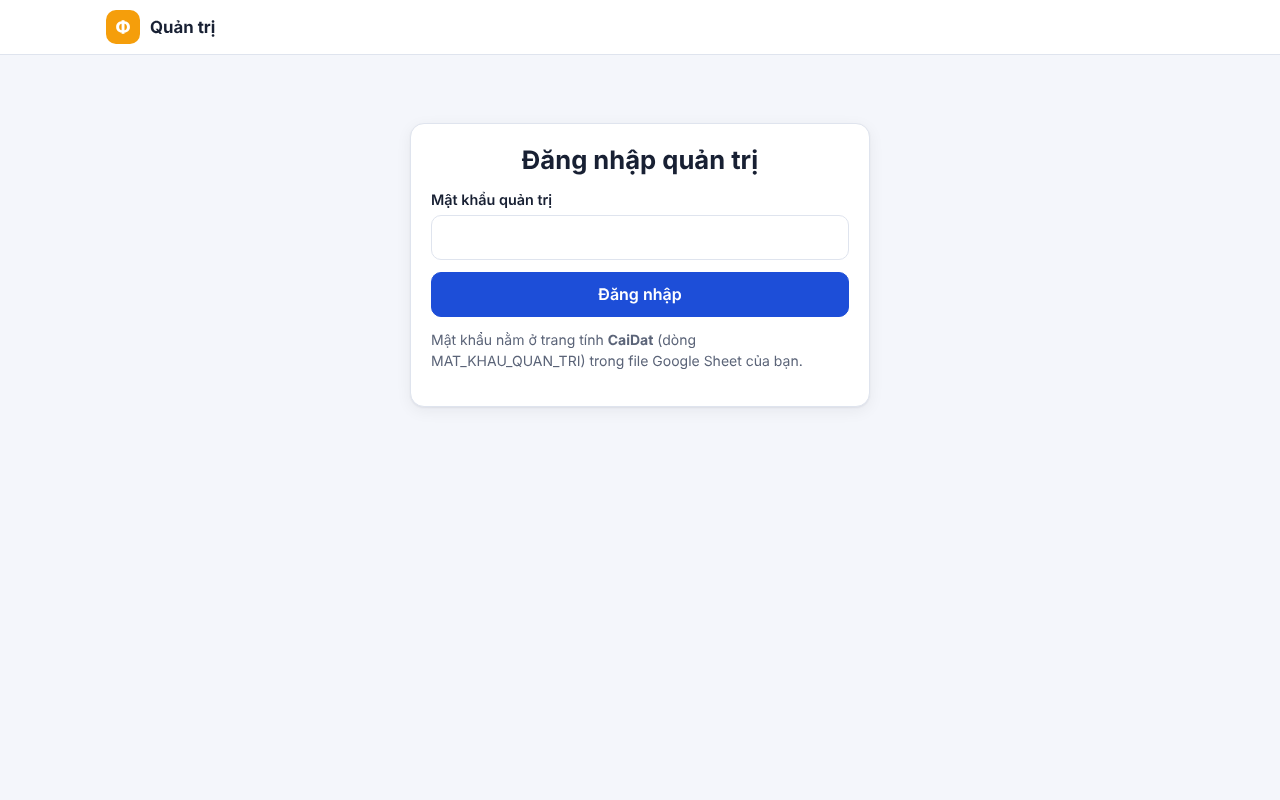 Φ Quản trị
Đăng nhập quản trị
Mật khẩu quản trị
Đăng nhập
Mật khẩu nằm ở trang tính CaiDat (dòng
MAT_KHAU_QUAN_TRI) trong file Google Sheet của bạn.